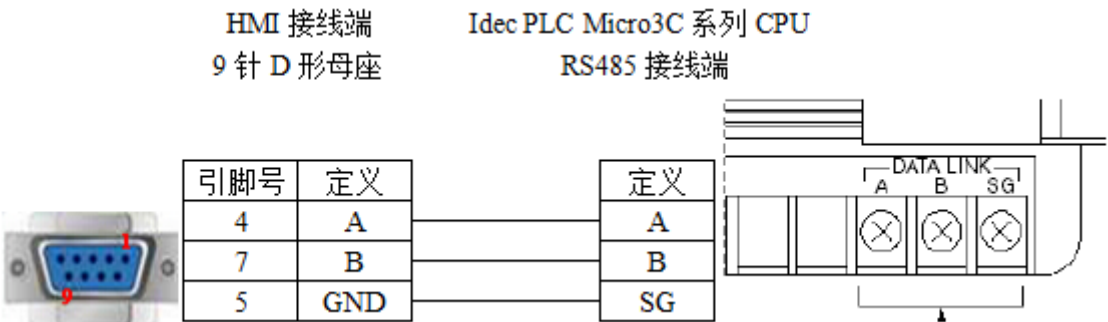 HMI 接线端 Idec PLC Micro3C 系列 CPU
9 针 D 形母座 RS485 接线端
DATA LINK
A B SG
引脚号 定义 定义
4 A A
7 B B
5 GND SG
1
9